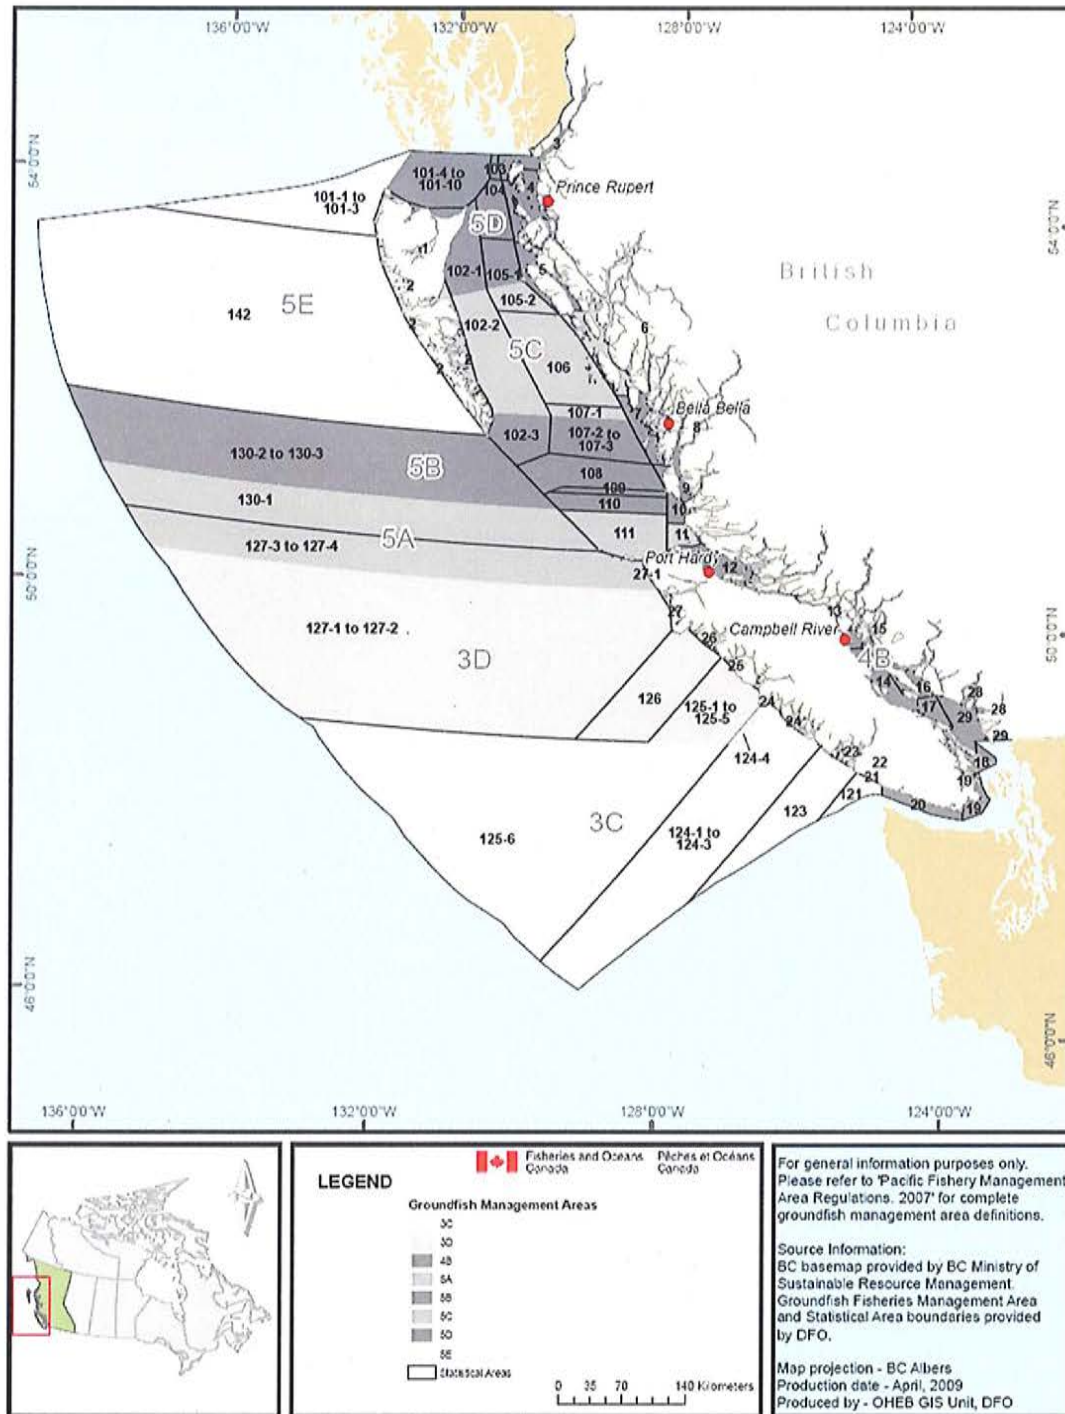 136°0'0"W
132°0'0"W
128°0'0"W
124°0'0"W
54°0'0"N
54°0'0"N
101-4 to
101-10
103
104
3
4
Prince Rupert
101-1 to
101-3
5D
1
102-1
105-1
5
British
Columbia
105-2
2
142
5E
2
102-2
5C
6
106
2
2
107-1
7
Bella Bella
8
102-3
107-2 to
107-3
130-2 to 130-3
5B
108
109
9
110
10
130-1
111
11
127-3 to 127-4
5A
Port Hardy
12
27-1
50°0'0"N
50°0'0"N
27
13
Campbell River
15
127-1 to 127-2
26
3D
25
4B
14
16
28
17
126
125-1 to
125-5
24
24
29
28
29
124-4
23
22
21
18
19
121
20
19
123
3C
124-1 to
124-3
125-6
46°0'0"N
46°0'0"N
136°0'0"W
132°0'0"W
128°0'0"W
124°0'0"W
Fisheries and Oceans
Canada
Pêches et Océans
Canada
LEGEND
Groundfish Management Areas
3C
3D
4B
5A
5B
5C
5D
5E
Statistical Areas
0 35 70 140 Kilometers
For general information purposes only.
Please refer to 'Pacific Fishery Management
Area Regulations. 2007' for complete
groundfish management area definitions.
Source Information:
BC basemap provided by BC Ministry of
Sustainable Resource Management.
Groundfish Fisheries Management Area
and Statistical Area boundaries provided
by DFO.
Map projection - BC Albers
Production date - April, 2009
Produced by - OHEB GIS Unit, DFO